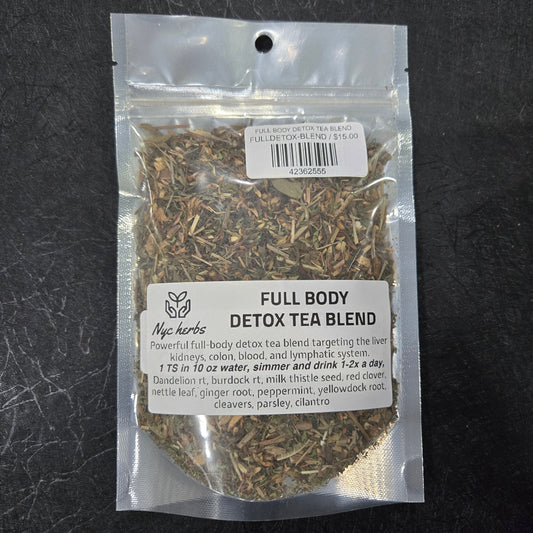 FULL BODY DETOX TEA BLEND
FULLDETOX-BLEND / $15.00
42362555
Nyc herbs
FULL BODY
DETOX TEA BLEND
Powerful full-body detox tea blend targeting the liver
kidneys, colon, blood, and lymphatic system.
1 TS in 10 oz water, simmer and drink 1-2x a day,
Dandelion rt, burdock rt, milk thistle seed, red clover,
nettle leaf, ginger root, peppermint, yellowdock root,
cleavers, parsley, cilantro